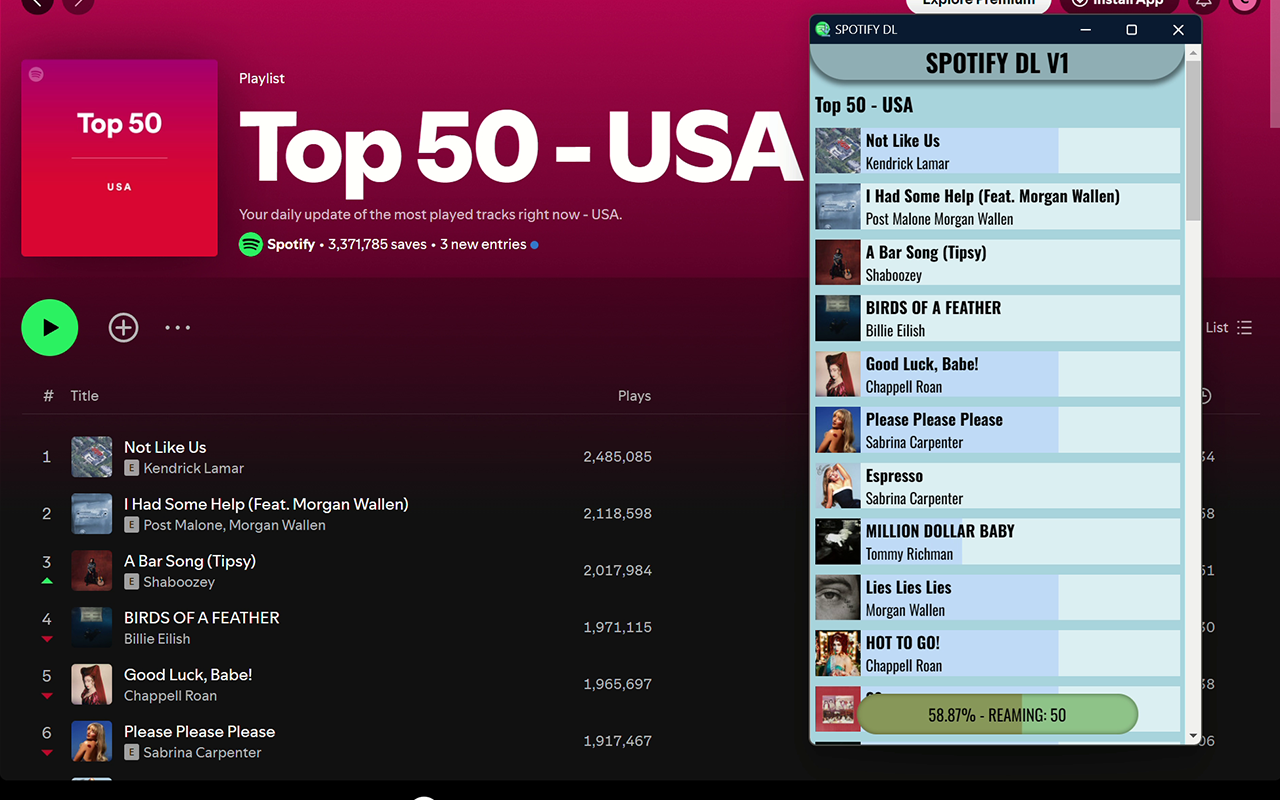 Explore Premium
Install App
Top 50
USA
Playlist
Top 50 - USA
Your daily update of the most played tracks right now - USA.
Spotify • 3,371,785 saves • 3 new entries
List
# Title Plays
1 Not Like Us 2,485,085 34
E Kendrick Lamar
2 I Had Some Help (Feat. Morgan Wallen) 2,118,598 58
E Post Malone, Morgan Wallen
3 A Bar Song (Tipsy) 2,017,984 51
E Shaboozey
4 BIRDS OF A FEATHER 1,971,115
Billie Eilish
5 Good Luck, Babe! 1,965,697 38
Chappell Roan
6 Please Please Please 1,917,467 06
E Sabrina Carpenter
SPOTIFY DL
SPOTIFY DL V1
Top 50 - USA
Not Like Us
Kendrick Lamar
I Had Some Help (Feat. Morgan Wallen)
Post Malone Morgan Wallen
A Bar Song (Tipsy)
Shaboozey
BIRDS OF A FEATHER
Billie Eilish
Good Luck, Babe!
Chappell Roan
Please Please Please
Sabrina Carpenter
Espresso
Sabrina Carpenter
MILLION DOLLAR BABY
Tommy Richman
Lies Lies Lies
Morgan Wallen
HOT TO GO!
Chappell Roan
58.87% - REAMING: 50